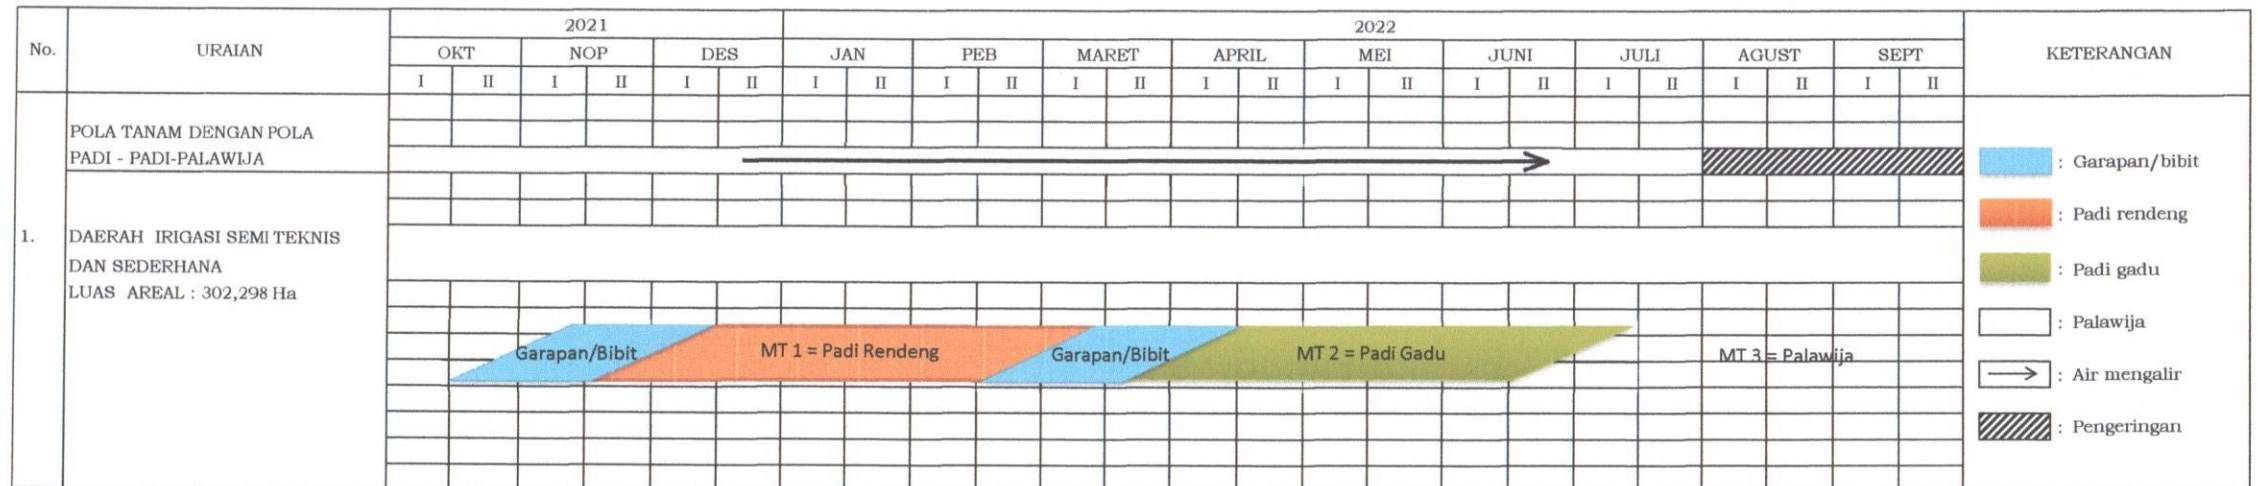 No.
URAIAN
2021
2022
KETERANGAN
OKT NOP DES JAN PEB MARET APRIL MEI JUNI JULI AGUST SEPT
I II I II I II I II I II I II I II I II I II I II I II I II
POLA TANAM DENGAN POLA
PADI - PADI-PALAWIJA
1.
DAERAH IRIGASI SEMI TEKNIS
DAN SEDERHANA
LUAS AREAL : 302,298 Ha
Garapan/Bibit
MT 1 = Padi Rendeng
Garapan/Bibit
MT 2 = Padi Gadu
MT 3 = Palawija
: Garapan/bibit
: Padi rendeng
: Padi gadu
: Palawija
: Air mengalir
: Pengeringan